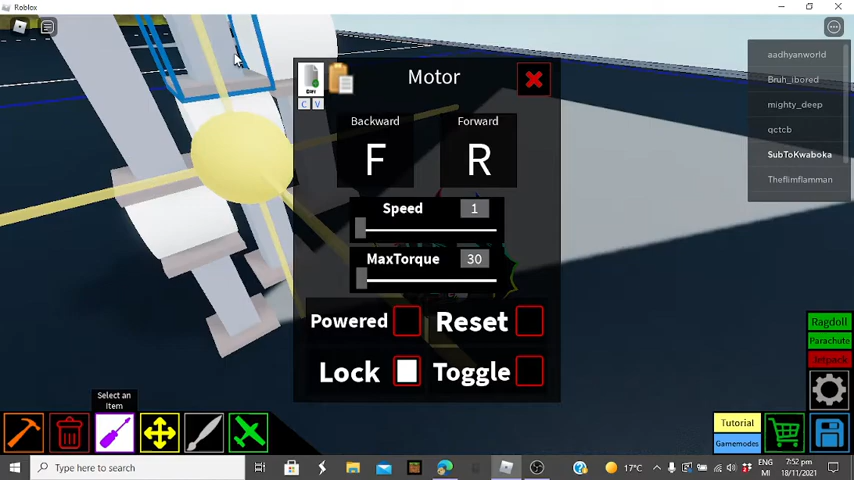 Roblox
Motor
Copy
C V
Backward
Forward
F
R
Speed
1
MaxTorque
30
Powered
Reset
Lock
Toggle
aadhyanworld
Bruh_ibored
mighty_deep
qctcb
SubToKwaboka
Theflimflamman
Ragdoll
Parachute
Jetpack
Select an
Item
Tutorial
Gamemodes
Type here to search
17°C
ENG
MI
7:52 pm
18/11/2021